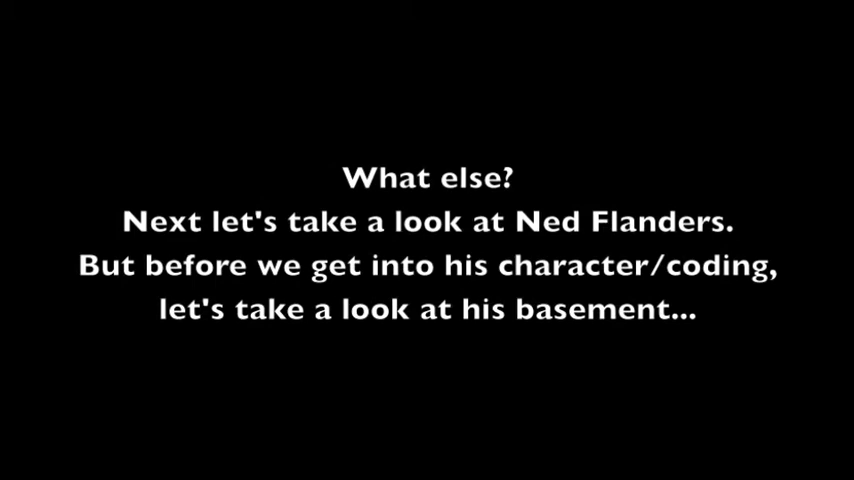 What else?
Next let's take a look at Ned Flanders.
But before we get into his character/coding,
let's take a look at his basement...